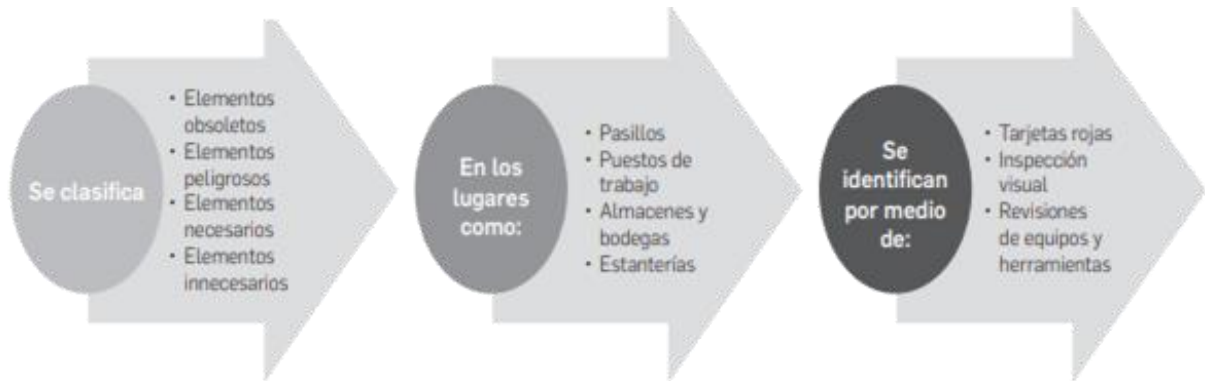 Se clasifica
• Elementos
obsoletos
• Elementos
peligrosos
• Elementos
necesarios
• Elementos
innecesarios
En los
lugares
como:
• Pasillos
• Puestos de
trabajo
• Almacenes y
bodegas
• Estanterías
Se
identifican
por medio
de:
• Tarjetas rojas
• Inspección
visual
• Revisiones
de equipos y
herramientas